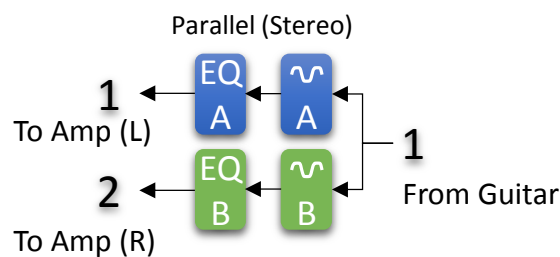 Parallel (Stereo)
1
EQ
A
A
To Amp (L)
1
From Guitar
2
EQ
B
B
To Amp (R)